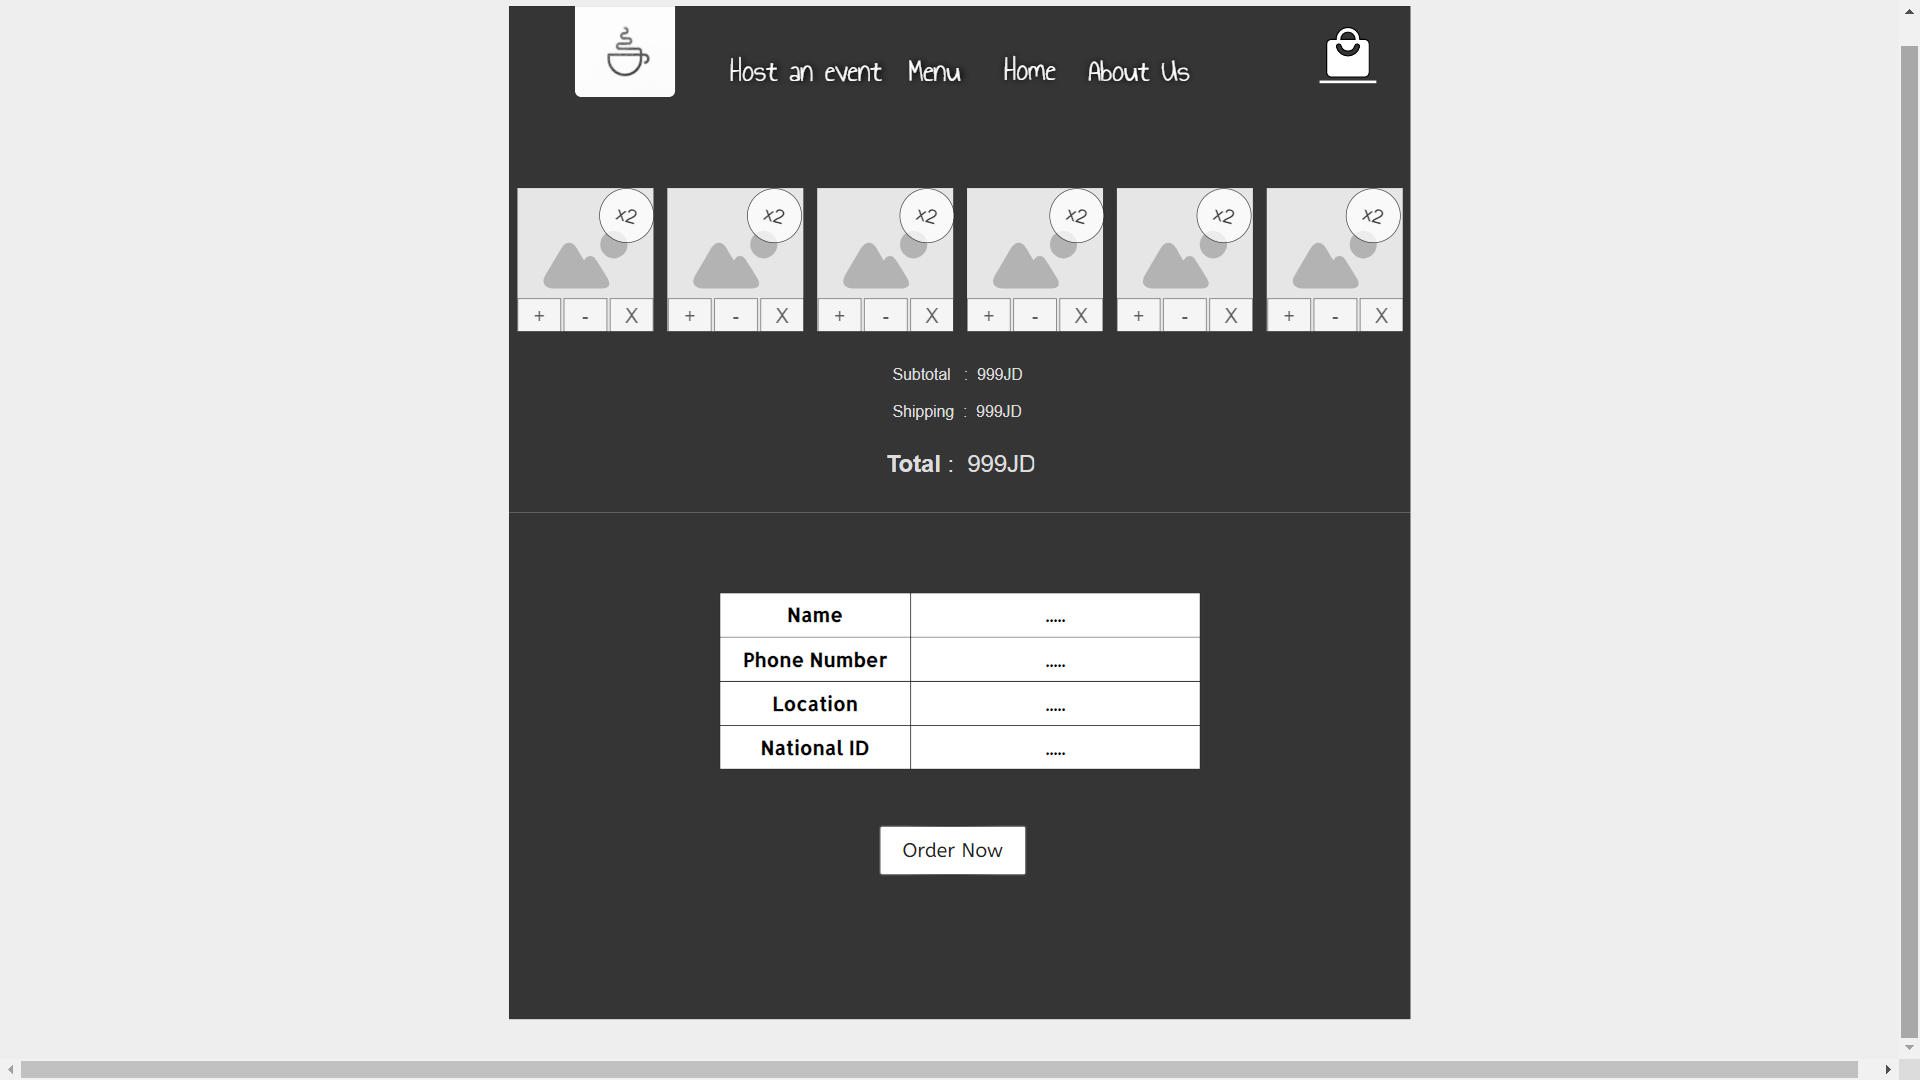 Host an event Menu Home About Us
x2 x2 x2 x2 x2 x2
+ - X + - X + - X + - X + - X + - X
Subtotal : 999JD
Shipping : 999JD
Total : 999JD
Name .....
Phone Number .....
Location .....
National ID .....
Order Now